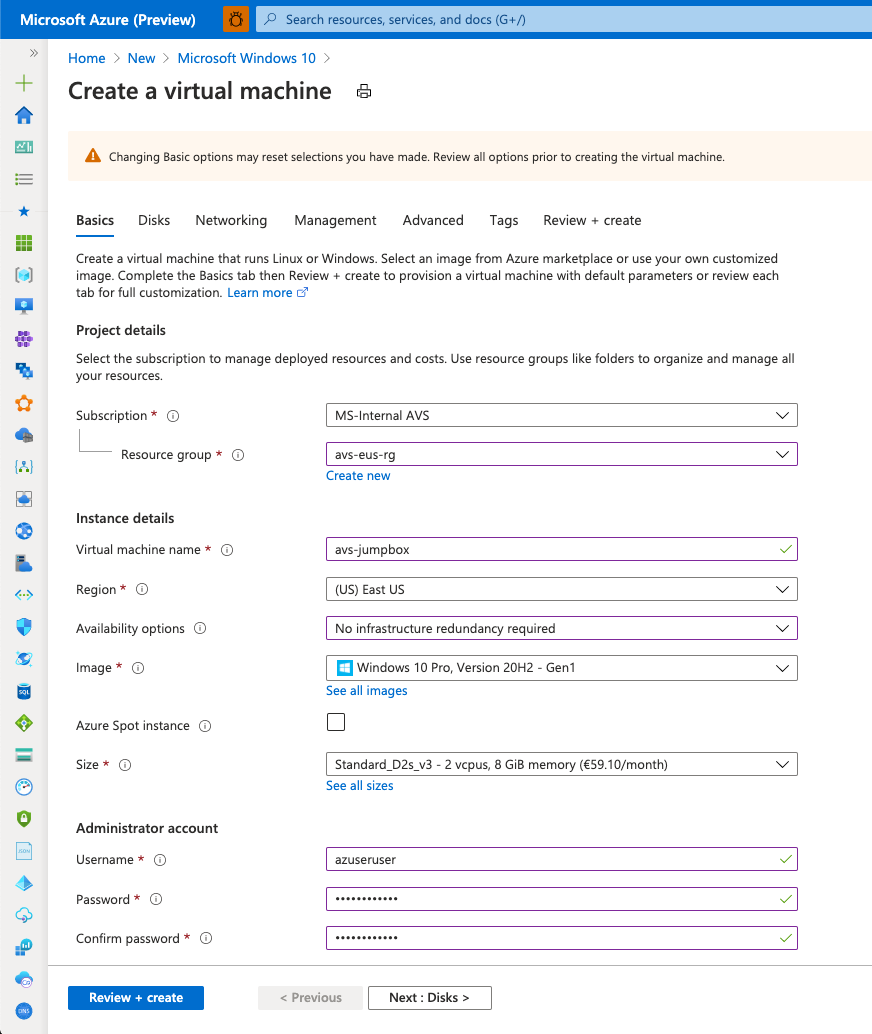 Microsoft Azure (Preview)
Search resources, services, and docs (G+/)
Home > New > Microsoft Windows 10 >
Create a virtual machine
Changing Basic options may reset selections you have made. Review all options prior to creating the virtual machine.
Basics Disks Networking Management Advanced Tags Review + create
Create a virtual machine that runs Linux or Windows. Select an image from Azure marketplace or use your own customized
image. Complete the Basics tab then Review + create to provision a virtual machine with default parameters or review each
tab for full customization. Learn more
Project details
Select the subscription to manage deployed resources and costs. Use resource groups like folders to organize and manage all
your resources.
Subscription * MS-Internal AVS
Resource group * avs-eus-rg
Create new
Instance details
Virtual machine name * avs-jumpbox
Region * (US) East US
Availability options No infrastructure redundancy required
Image * Windows 10 Pro, Version 20H2 - Gen1
See all images
Azure Spot instance
Size * Standard_D2s_v3 - 2 vcpus, 8 GiB memory (€59.10/month)
See all sizes
Administrator account
Username * azuseruser
Password * ••••••••••••
Confirm password * ••••••••••••
Review + create < Previous Next : Disks >
SQL
DNS